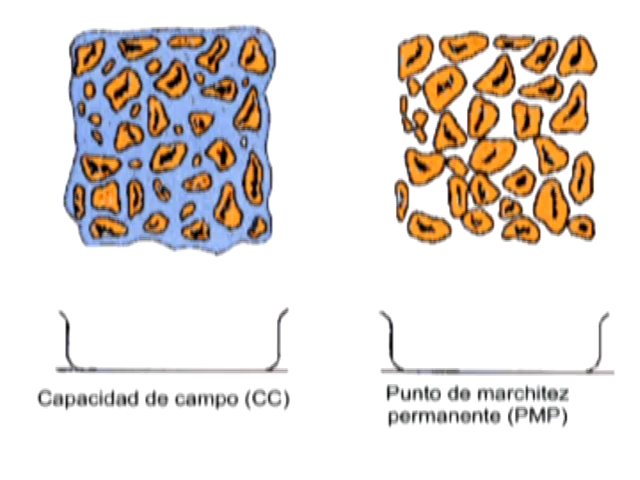 Capacidad de campo (CC)
Punto de marchitez
permanente (PMP)